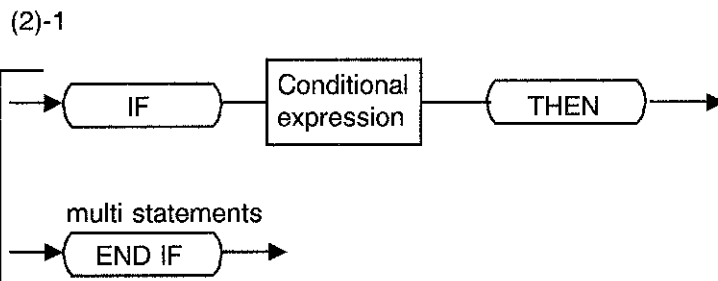 (2)-1
IF
Conditional
expression
THEN
multi statements
END IF